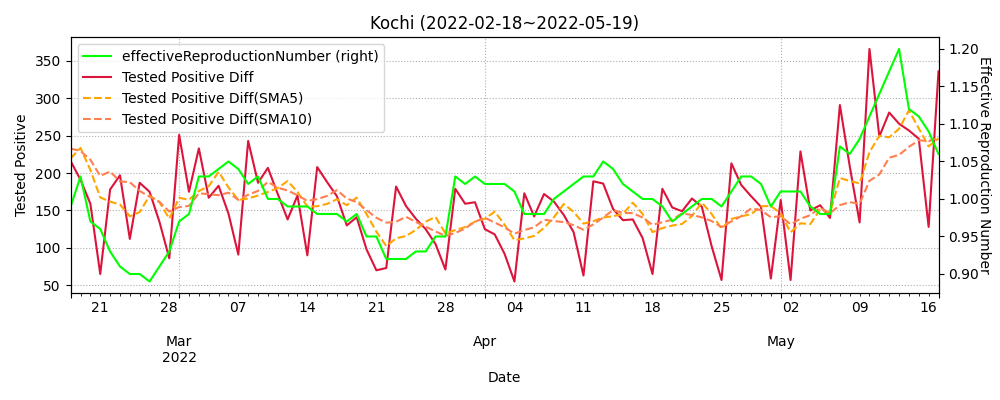 Kochi (2022-02-18~2022-05-19)
effectiveReproductionNumber (right)
Tested Positive Diff
Tested Positive Diff(SMA5)
Tested Positive Diff(SMA10)
Tested Positive
350
300
250
200
150
100
50
1.20
1.15
1.10
1.05
1.00
0.95
0.90
Effective Reproduction Number
21 28 07 14 21 28 04 11 18 25 02 09 16
Mar Apr May
2022
Date